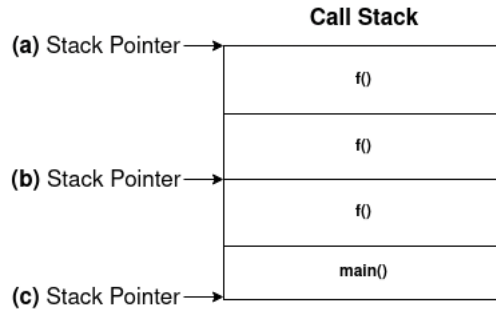 Call Stack
(a) Stack Pointer
f()
f()
(b) Stack Pointer
f()
main()
(c) Stack Pointer